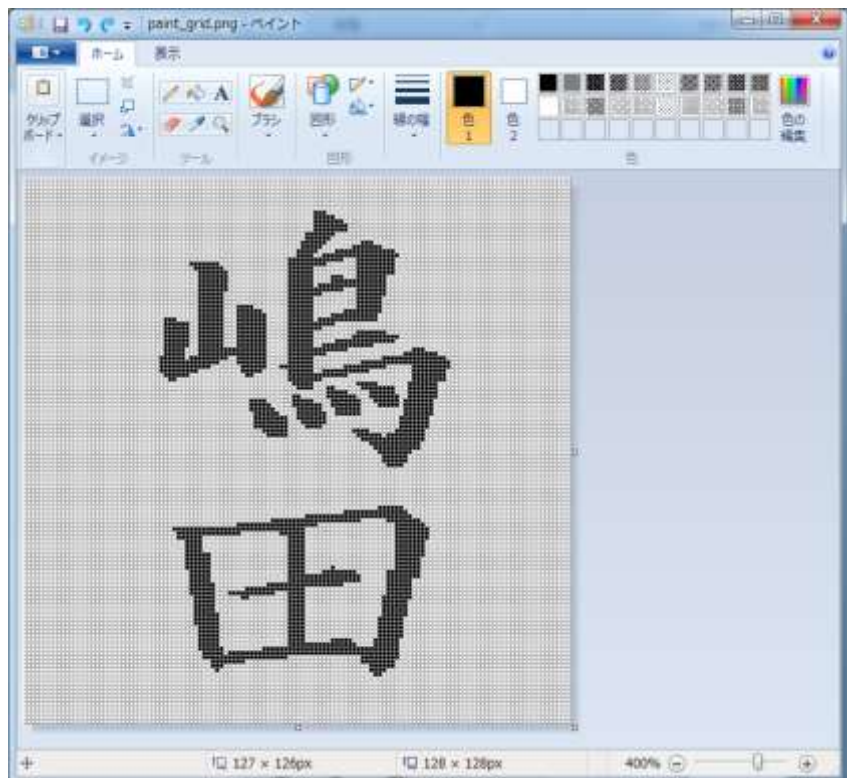 paint_grid.png - ペイント
ホーム 表示
クリップボード
選択
イメージ
A
ツール
ブラシ
図形
図形
線の幅
色 1
色 2
色の編集
色
嶋
田
127 × 126px
128 × 128px
400%